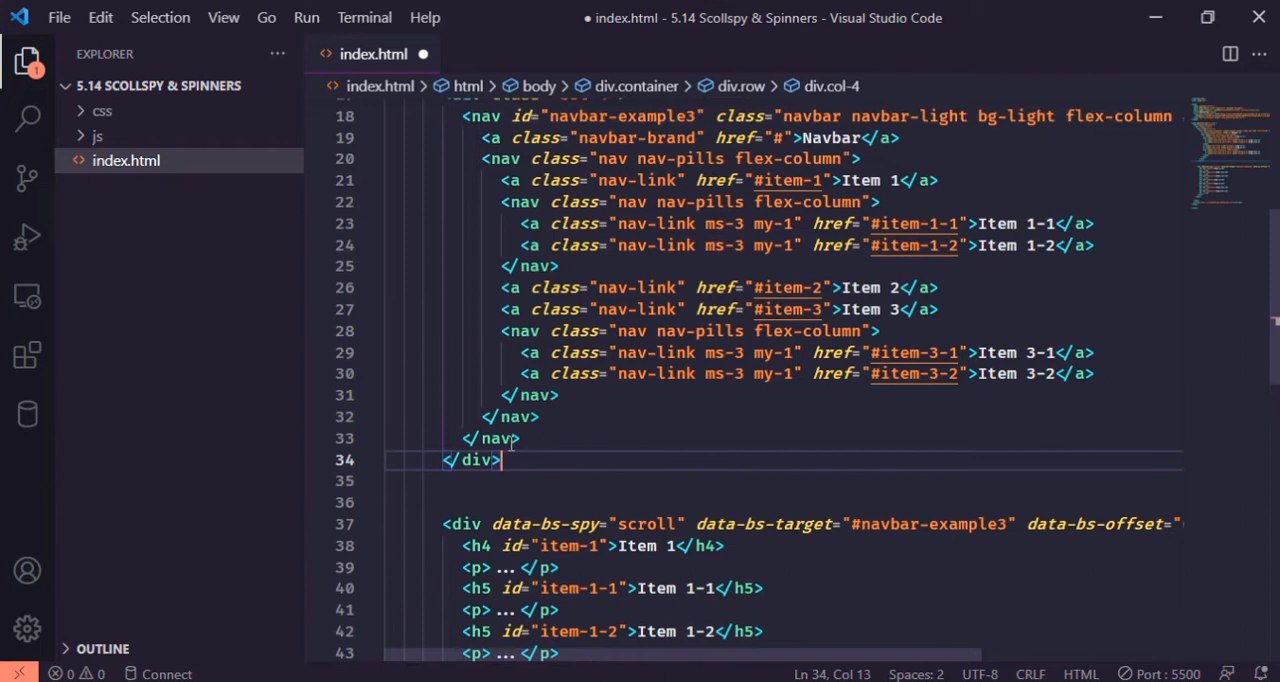 File Edit Selection View Go Run Terminal Help ● index.html - 5.14 Scollspy & Spinners - Visual Studio Code
EXPLORER ··· index.html ●
1
5.14 SCOLLSPY & SPINNERS index.html > html > body > div.container > div.row > div.col-4
css
js
index.html
18 <nav id="navbar-example3" class="navbar navbar-light bg-light flex-column
19 <a class="navbar-brand" href="#">Navbar</a>
20 <nav class="nav nav-pills flex-column">
21 <a class="nav-link" href="#item-1">Item 1</a>
22 <nav class="nav nav-pills flex-column">
23 <a class="nav-link ms-3 my-1" href="#item-1-1">Item 1-1</a>
24 <a class="nav-link ms-3 my-1" href="#item-1-2">Item 1-2</a>
25 </nav>
26 <a class="nav-link" href="#item-2">Item 2</a>
27 <a class="nav-link" href="#item-3">Item 3</a>
28 <nav class="nav nav-pills flex-column">
29 <a class="nav-link ms-3 my-1" href="#item-3-1">Item 3-1</a>
30 <a class="nav-link ms-3 my-1" href="#item-3-2">Item 3-2</a>
31 </nav>
32 </nav>
33 </nav>
34 </div>
35
36
37 <div data-bs-spy="scroll" data-bs-target="#navbar-example3" data-bs-offset="
38 <h4 id="item-1">Item 1</h4>
39 <p>...</p>
40 <h5 id="item-1-1">Item 1-1</h5>
41 <p>...</p>
42 <h5 id="item-1-2">Item 1-2</h5>
43 <p>...</p>
OUTLINE
0 0 Connect Ln 34, Col 13 Spaces: 2 UTF-8 CRLF HTML Port : 5500